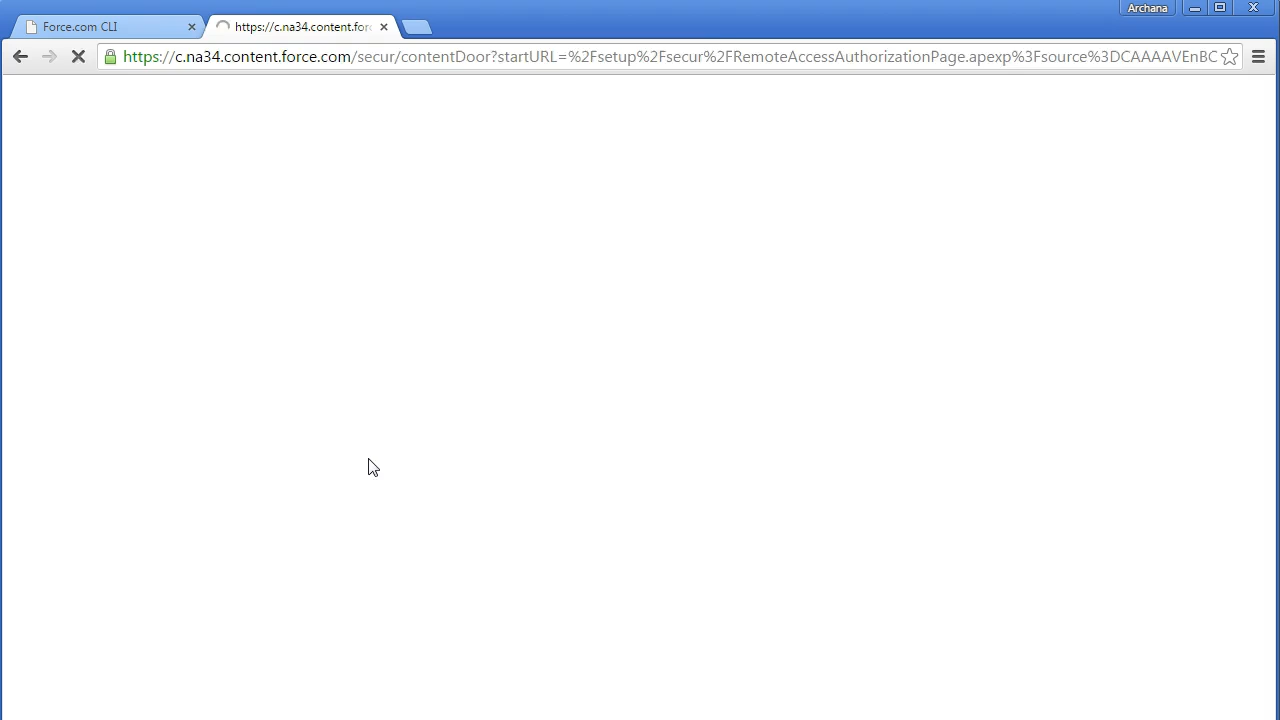 Archana
Force.com CLI
https://c.na34.content.forc
https://c.na34.content.force.com/secur/contentDoor?startURL=%2Fsetup%2Fsecur%2FRemoteAccessAuthorizationPage.apexp%3Fsource%3DCAAAAVEnBC